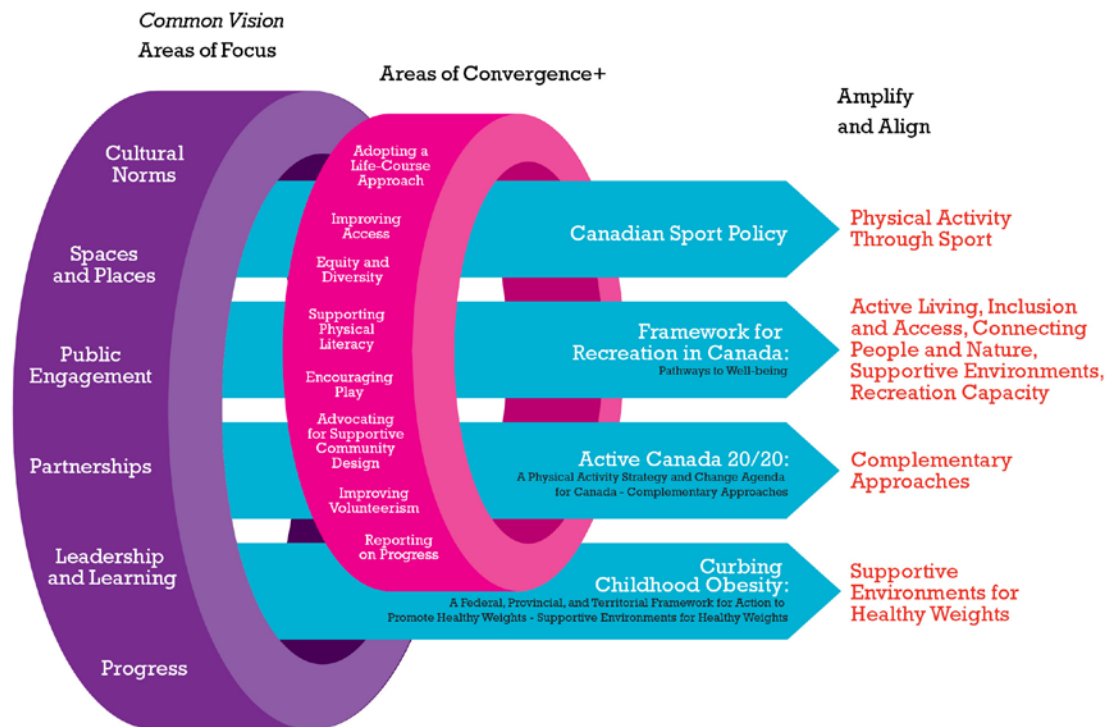 Common Vision
Areas of Focus
Cultural
Norms
Spaces
and Places
Public
Engagement
Partnerships
Leadership
and Learning
Progress
Areas of Convergence+
Adopting a
Life-Course
Approach
Improving
Access
Equity and
Diversity
Supporting
Physical
Literacy
Encouraging
Play
Advocating
for Supportive
Community
Design
Improving
Volunteerism
Reporting
on Progress
Canadian Sport Policy
Framework for
Recreation in Canada:
Pathways to Well-being
Active Canada 20/20:
A Physical Activity Strategy and Change Agenda
for Canada - Complementary Approaches
Curbing
Childhood Obesity:
A Federal, Provincial, and Territorial Framework for Action to
Promote Healthy Weights - Supportive Environments for Healthy Weights
Amplify
and Align
Physical Activity
Through Sport
Active Living, Inclusion
and Access, Connecting
People and Nature,
Supportive Environments,
Recreation Capacity
Complementary
Approaches
Supportive
Environments for
Healthy Weights